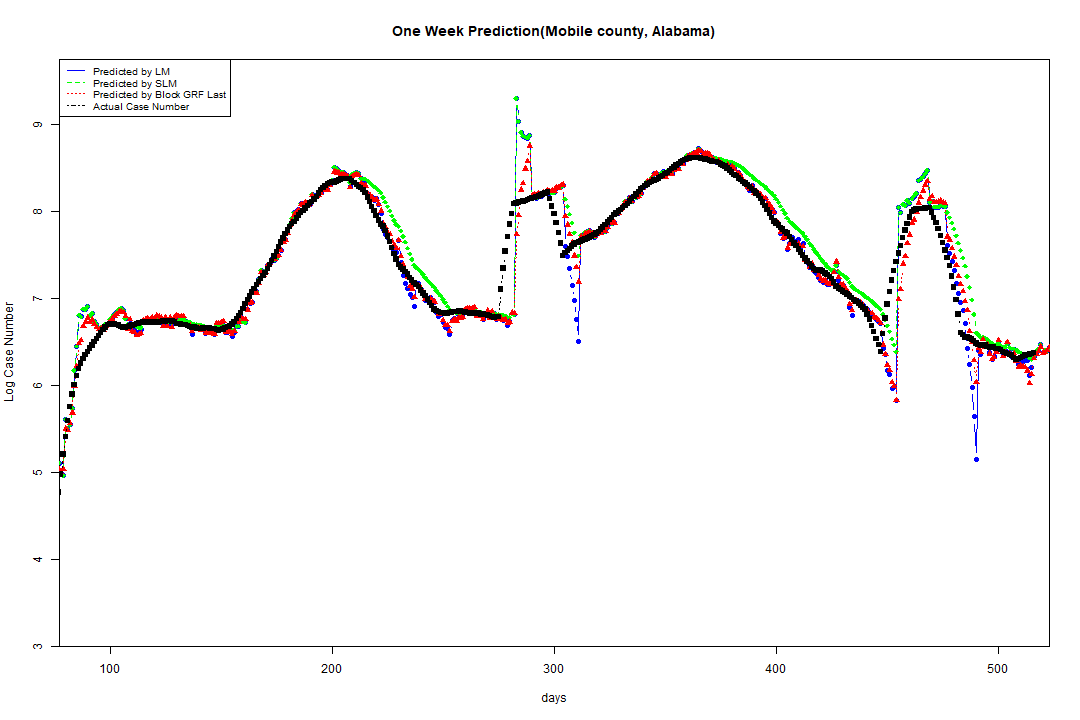 One Week Prediction(Mobile county, Alabama)
Predicted by LM
Predicted by SLM
Predicted by Block GRF Last
Actual Case Number
9
8
7
6
5
4
3
Log Case Number
100 200 300 400 500
days